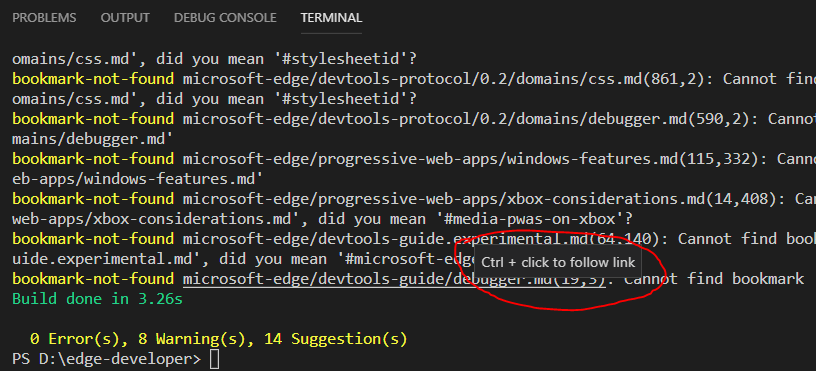 PROBLEMS OUTPUT DEBUG CONSOLE TERMINAL
omains/css.md', did you mean '#stylesheetid'?
bookmark-not-found microsoft-edge/devtools-protocol/0.2/domains/css.md(861,2): Cannot find
omains/css.md', did you mean '#stylesheetid'?
bookmark-not-found microsoft-edge/devtools-protocol/0.2/domains/debugger.md(590,2): Cannot
mains/debugger.md'
bookmark-not-found microsoft-edge/progressive-web-apps/windows-features.md(115,332): Cannot
eb-apps/windows-features.md'
bookmark-not-found microsoft-edge/progressive-web-apps/xbox-considerations.md(14,408): Can
web-apps/xbox-considerations.md', did you mean '#media-pwas-on-xbox'?
bookmark-not-found microsoft-edge/devtools-guide.experimental.md(64,140): Cannot find book
uide.experimental.md', did you mean '#microsoft-edge
Ctrl + click to follow link
bookmark-not-found microsoft-edge/devtools-guide/debugger.md(19,3): Cannot find bookmark
Build done in 3.26s
0 Error(s), 8 Warning(s), 14 Suggestion(s)
PS D:\edge-developer>